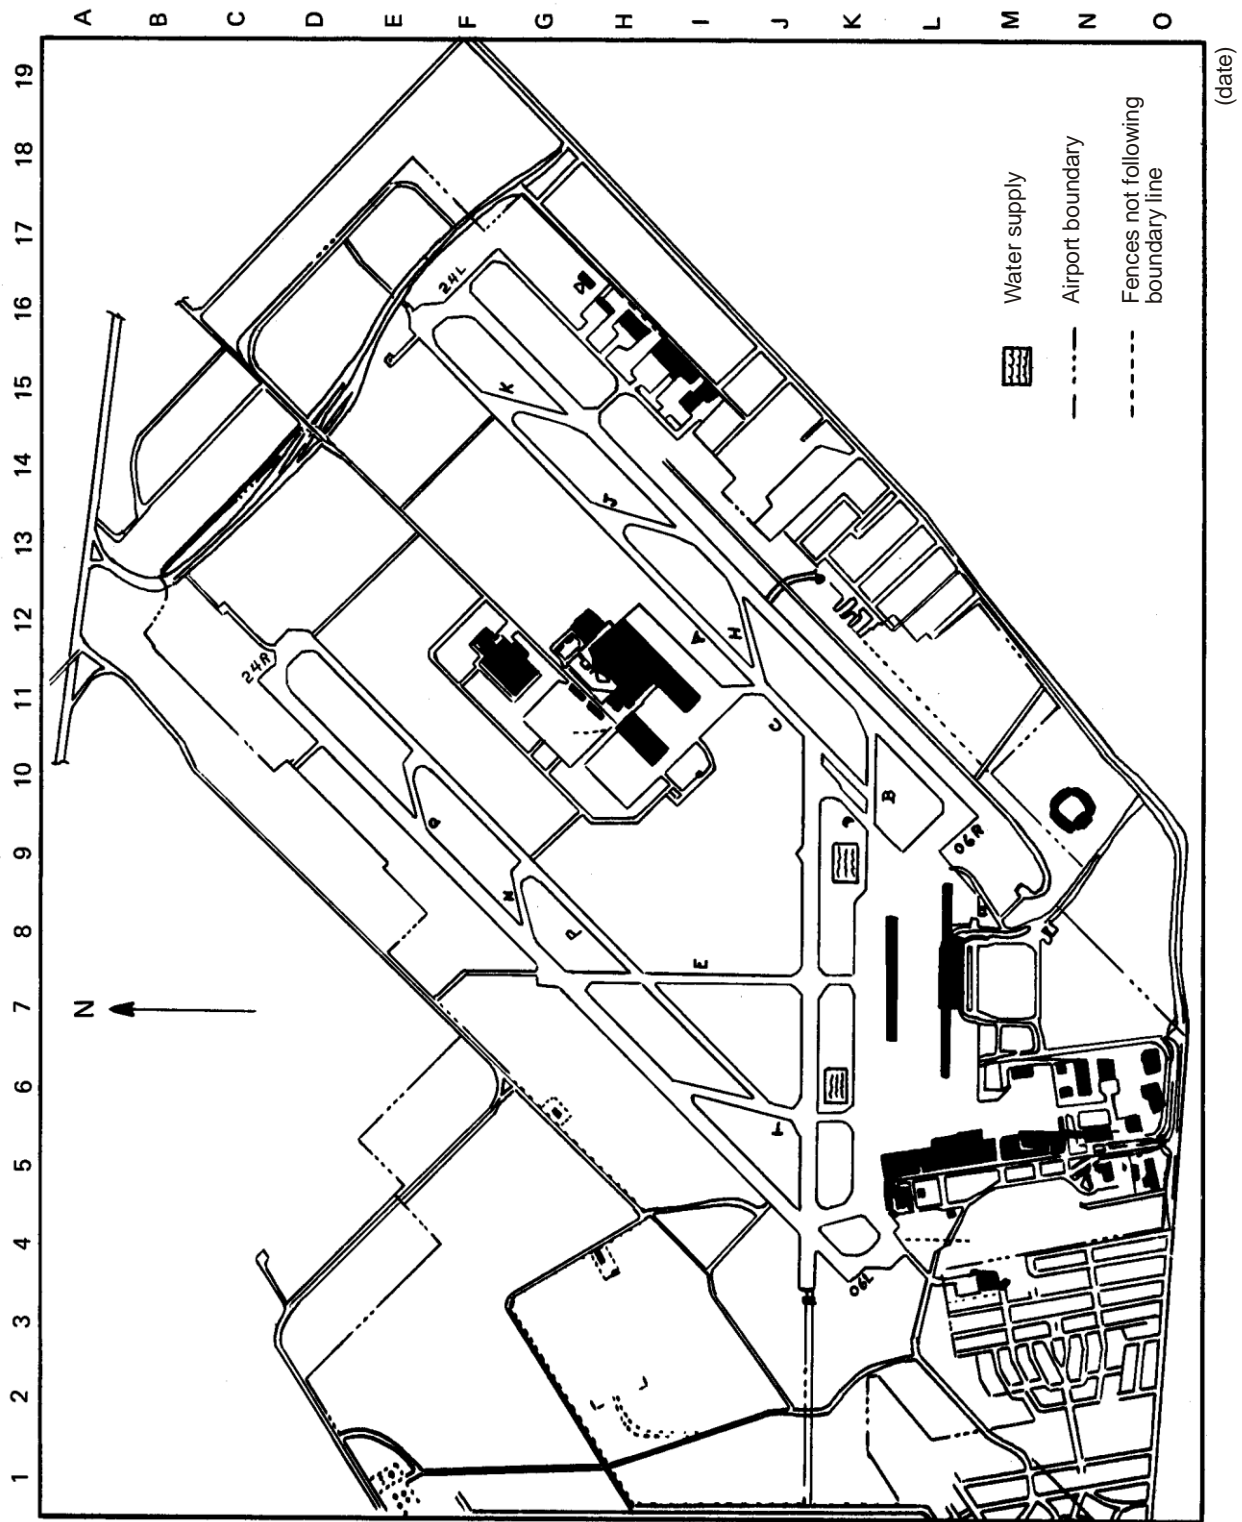 1 2 3 4 5 6 7 8 9 10 11 12 13 14 15 16 17 18 19
A
B
C
D
E
F
G
H
I
J
K
L
M
N
O
N
24R
24L
K
J
A
H
C
B
E
P
N
06R
06L
Water supply
Airport boundary
Fences not following
boundary line
(date)